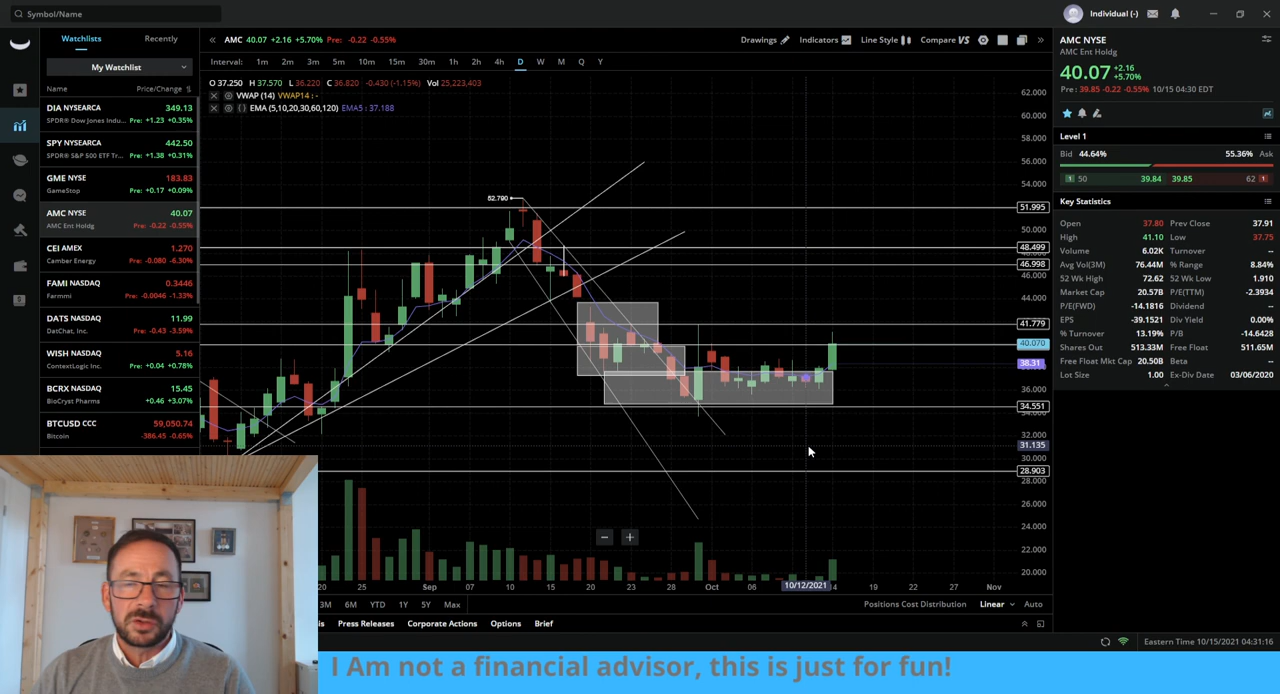 Symbol/Name
Individual (-)
Watchlists Recently
My Watchlist
Name Price/Change
DIA NYSEARCA 349.13
SPDR® Dow Jones Indu... Pre: +1.23 +0.35%
SPY NYSEARCA 442.50
SPDR® S&P 500 ETF Tr... Pre: +1.38 +0.31%
GME NYSE 183.83
GameStop Pre: +0.17 +0.09%
AMC NYSE 40.07
AMC Ent Holdg Pre: -0.22 -0.55%
CEI AMEX 1.270
Camber Energy Pre: -0.080 -6.30%
FAMI NASDAQ 0.3446
Farmmi Pre: -0.0046 -1.33%
DATS NASDAQ 11.99
DatChat, Inc. Pre: -0.43 -3.59%
WISH NASDAQ 5.16
ContextLogic Inc. Pre: +0.04 +0.78%
BCRX NASDAQ 15.45
BioCryst Pharma +0.46 +3.07%
BTCUSD CCC 59,050.74
Bitcoin -386.45 -0.65%
AMC 40.07 +2.16 +5.70% Pre: -0.22 -0.55%
Drawings Indicators Line Style Compare VS
Interval: 1m 2m 3m 5m 10m 15m 30m 1h 2h 4h D W M Q Y
O 37.250 H 37.570 L 36.220 C 36.820 -0.430 (-1.15%) Vol 25,223,403
VWAP (14) VWAP14 : -
EMA (5,10,20,30,60,120) EMA5 : 37.188
52.790
62.000
60.000
58.000
56.000
54.000
51.995
50.000
48.499
46.998
46.000
44.000
41.779
40.070
38.31
36.000
34.551
32.000
31.135
30.000
28.903
28.000
26.000
24.000
22.000
20.000
20 25 Sep 10 15 20 23 28 Oct 06 10/12/2021 14 19 22 27 Nov
3M 6M YTD 1Y 5Y Max
Positions Cost Distribution Linear Auto
Press Releases Corporate Actions Options Brief
AMC NYSE
AMC Ent Holdg
40.07 +2.16
+5.70%
Pre: 39.85 -0.22 -0.55% 10/15 04:30 EDT
Level 1
Bid 44.64% 55.36% Ask
1 50 39.84 39.85 62 1
Key Statistics
Open 37.80 Prev Close 37.91
High 41.10 Low 37.75
Volume 6.02K Turnover --
Avg Vol(3M) 76.44M % Range 8.84%
52 Wk High 72.62 52 Wk Low 1.910
Market Cap 20.57B P/E(TTM) -2.3934
P/E(FWD) -14.1816 Dividend --
EPS -39.1521 Div Yield 0.00%
% Turnover 13.19% P/B -14.6428
Shares Out 513.33M Free Float 511.65M
Free Float Mkt Cap 20.50B Beta --
Lot Size 1.00 Ex-Div Date 03/06/2020
Eastern Time 10/15/2021 04:31:16
I Am not a financial advisor, this is just for fun!